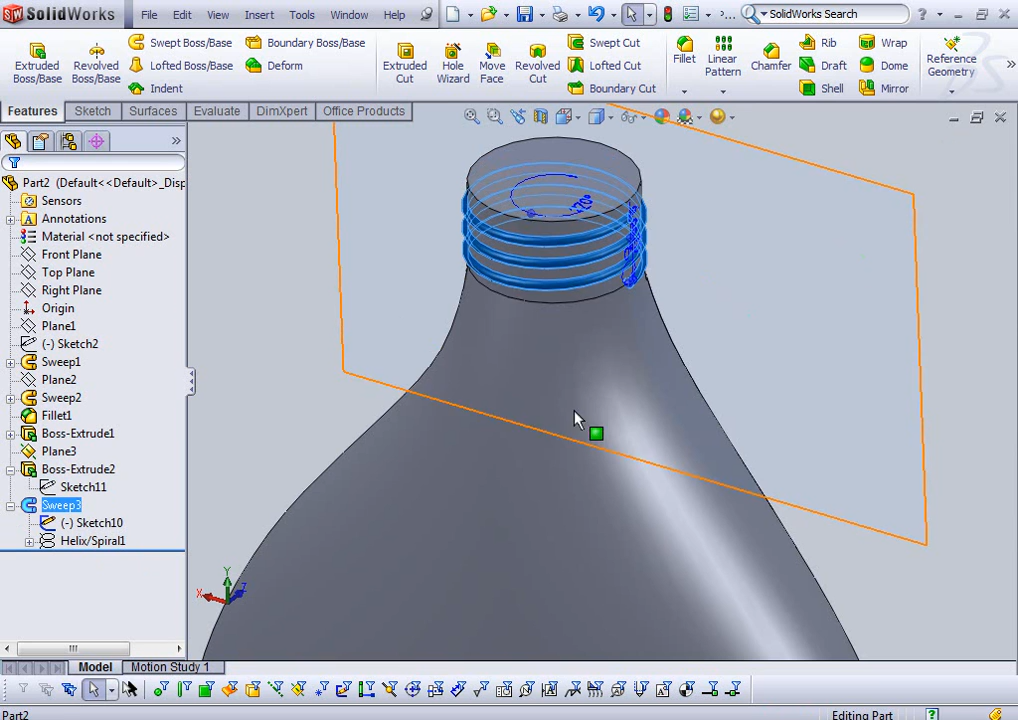 SolidWorks File Edit View Insert Tools Window Help SolidWorks Search
Extruded Boss/Base
Revolved Boss/Base
Swept Boss/Base
Lofted Boss/Base
Indent
Boundary Boss/Base
Deform
Extruded Cut
Hole Wizard
Move Face
Revolved Cut
Swept Cut
Lofted Cut
Boundary Cut
Fillet
Linear Pattern
Chamfer
Rib
Draft
Shell
Wrap
Dome
Mirror
Reference Geometry
Features Sketch Surfaces Evaluate DimXpert Office Products
Part2 (Default<<Default>_Disp
Sensors
Annotations
Material <not specified>
Front Plane
Top Plane
Right Plane
Origin
Plane1
(-) Sketch2
Sweep1
Plane2
Sweep2
Fillet1
Boss-Extrude1
Plane3
Boss-Extrude2
Sketch11
Sweep3
(-) Sketch10
Helix/Spiral1
Y
X
Z
Model Motion Study 1
Part2 Editing Part